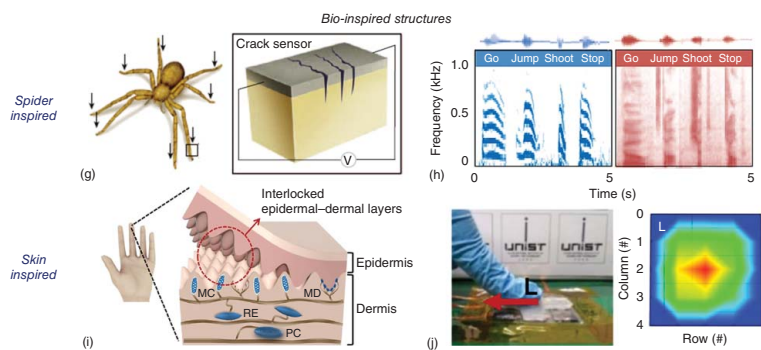 Bio-inspired structures
Spider
inspired
Crack sensor
V
(g)
Go Jump Shoot Stop
Go Jump Shoot Stop
Frequency (kHz)
1.0
0.5
0
0 5
5
Time (s)
(h)
Skin
inspired
Interlocked
epidermal–dermal layers
Epidermis
MC
MD
RE
Dermis
PC
(i)
UNIST
UNIST
L
(j)
L
Column (#)
0
1
2
3
4
Row (#)